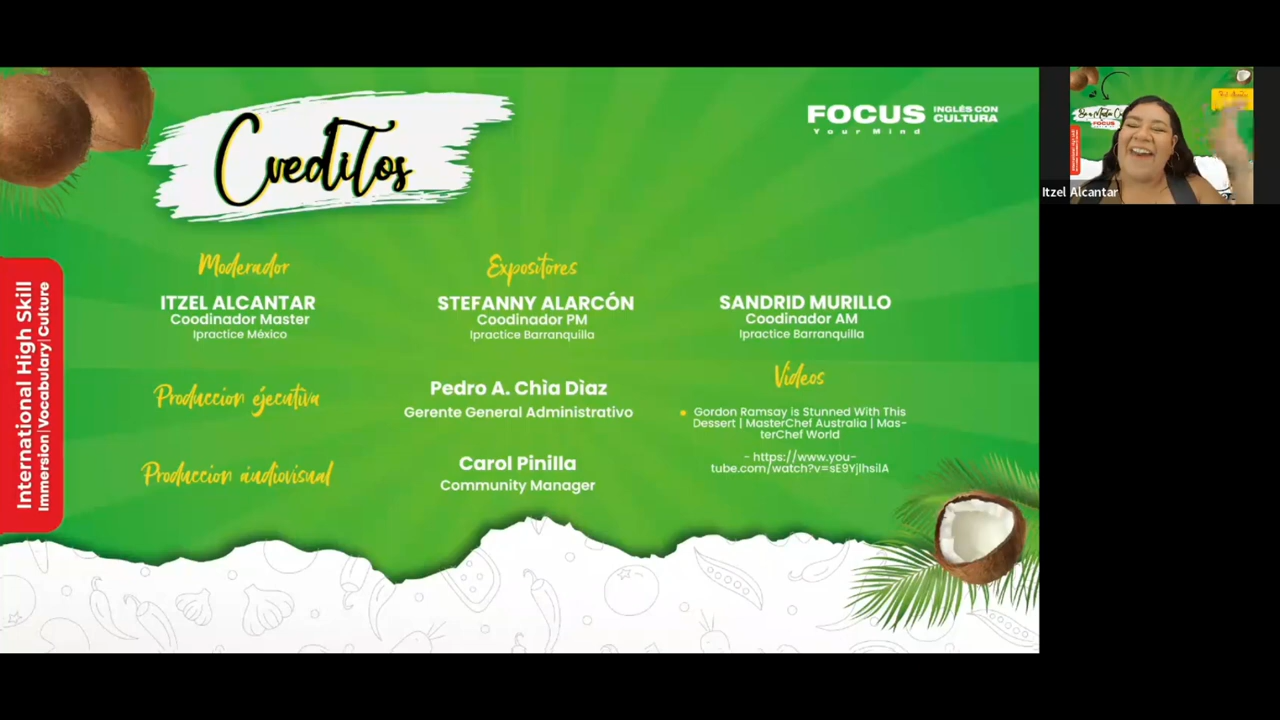 Creditos
FOCUS
Your Mind
INGLÉS CON
CULTURA
International High Skill
Immersion|Vocabulary|Culture
Moderador
ITZEL ALCANTAR
Coodinador Master
Ipractice México
Expositores
STEFANNY ALARCÓN
Coodinador PM
Ipractice Barranquilla
SANDRID MURILLO
Coodinador AM
Ipractice Barranquilla
Produccion ejecutiva
Pedro A. Chìa Dìaz
Gerente General Administrativo
Produccion audiovisual
Carol Pinilla
Community Manager
Videos
Gordon Ramsay is Stunned With This
Dessert | MasterChef Australia | Mas-
terChef World
- https://www.you-
tube.com/watch?v=sE9YjIhsiIA
FOCUS
Itzel Alcantar